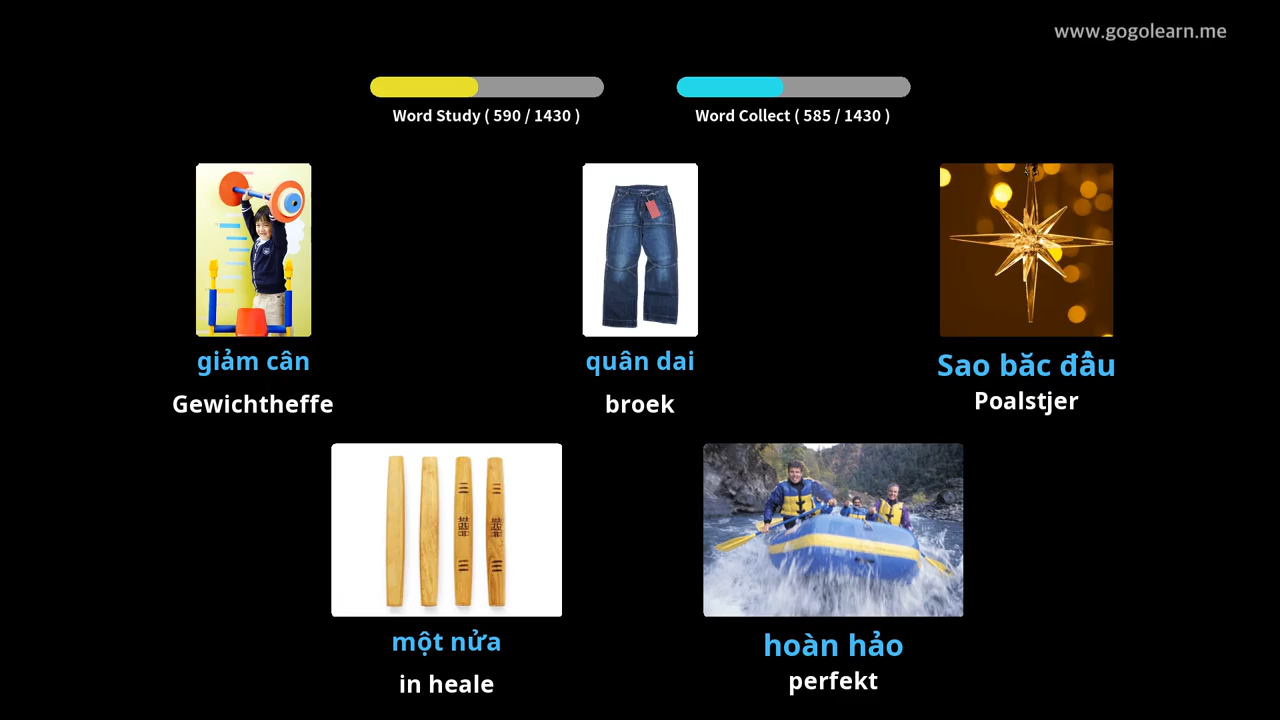 www.gogolearn.me
Word Study ( 590 / 1430 )
Word Collect ( 585 / 1430 )
giảm cân
Gewichtheffe
quân dai
broek
Sao băc đẩu
Poalstjer
một nửa
in heale
hoàn hảo
perfekt